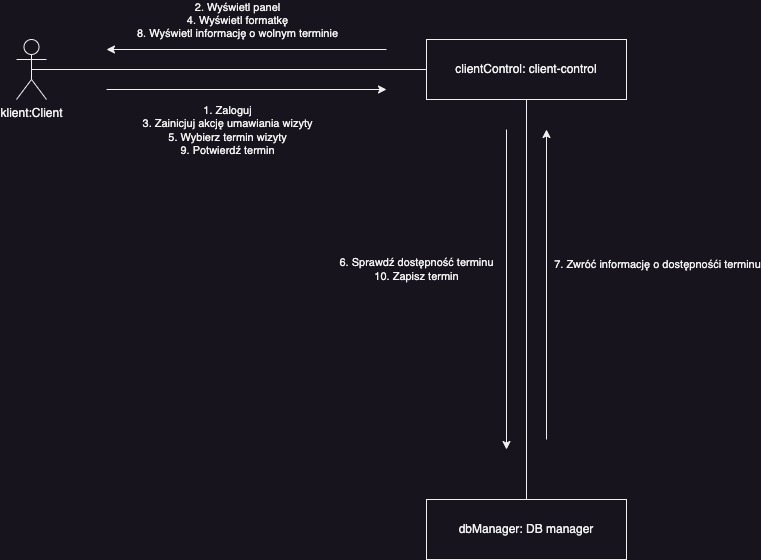 2. Wyświetl panel
4. Wyświetl formatkę
8. Wyświetl informację o wolnym terminie
clientControl: client-control
klient:Client
1. Zaloguj
3. Zainicjuj akcję umawiania wizyty
5. Wybierz termin wizyty
9. Potwierdź termin
6. Sprawdź dostępność terminu
10. Zapisz termin
7. Zwróć informację o dostępnośći terminu
dbManager: DB manager